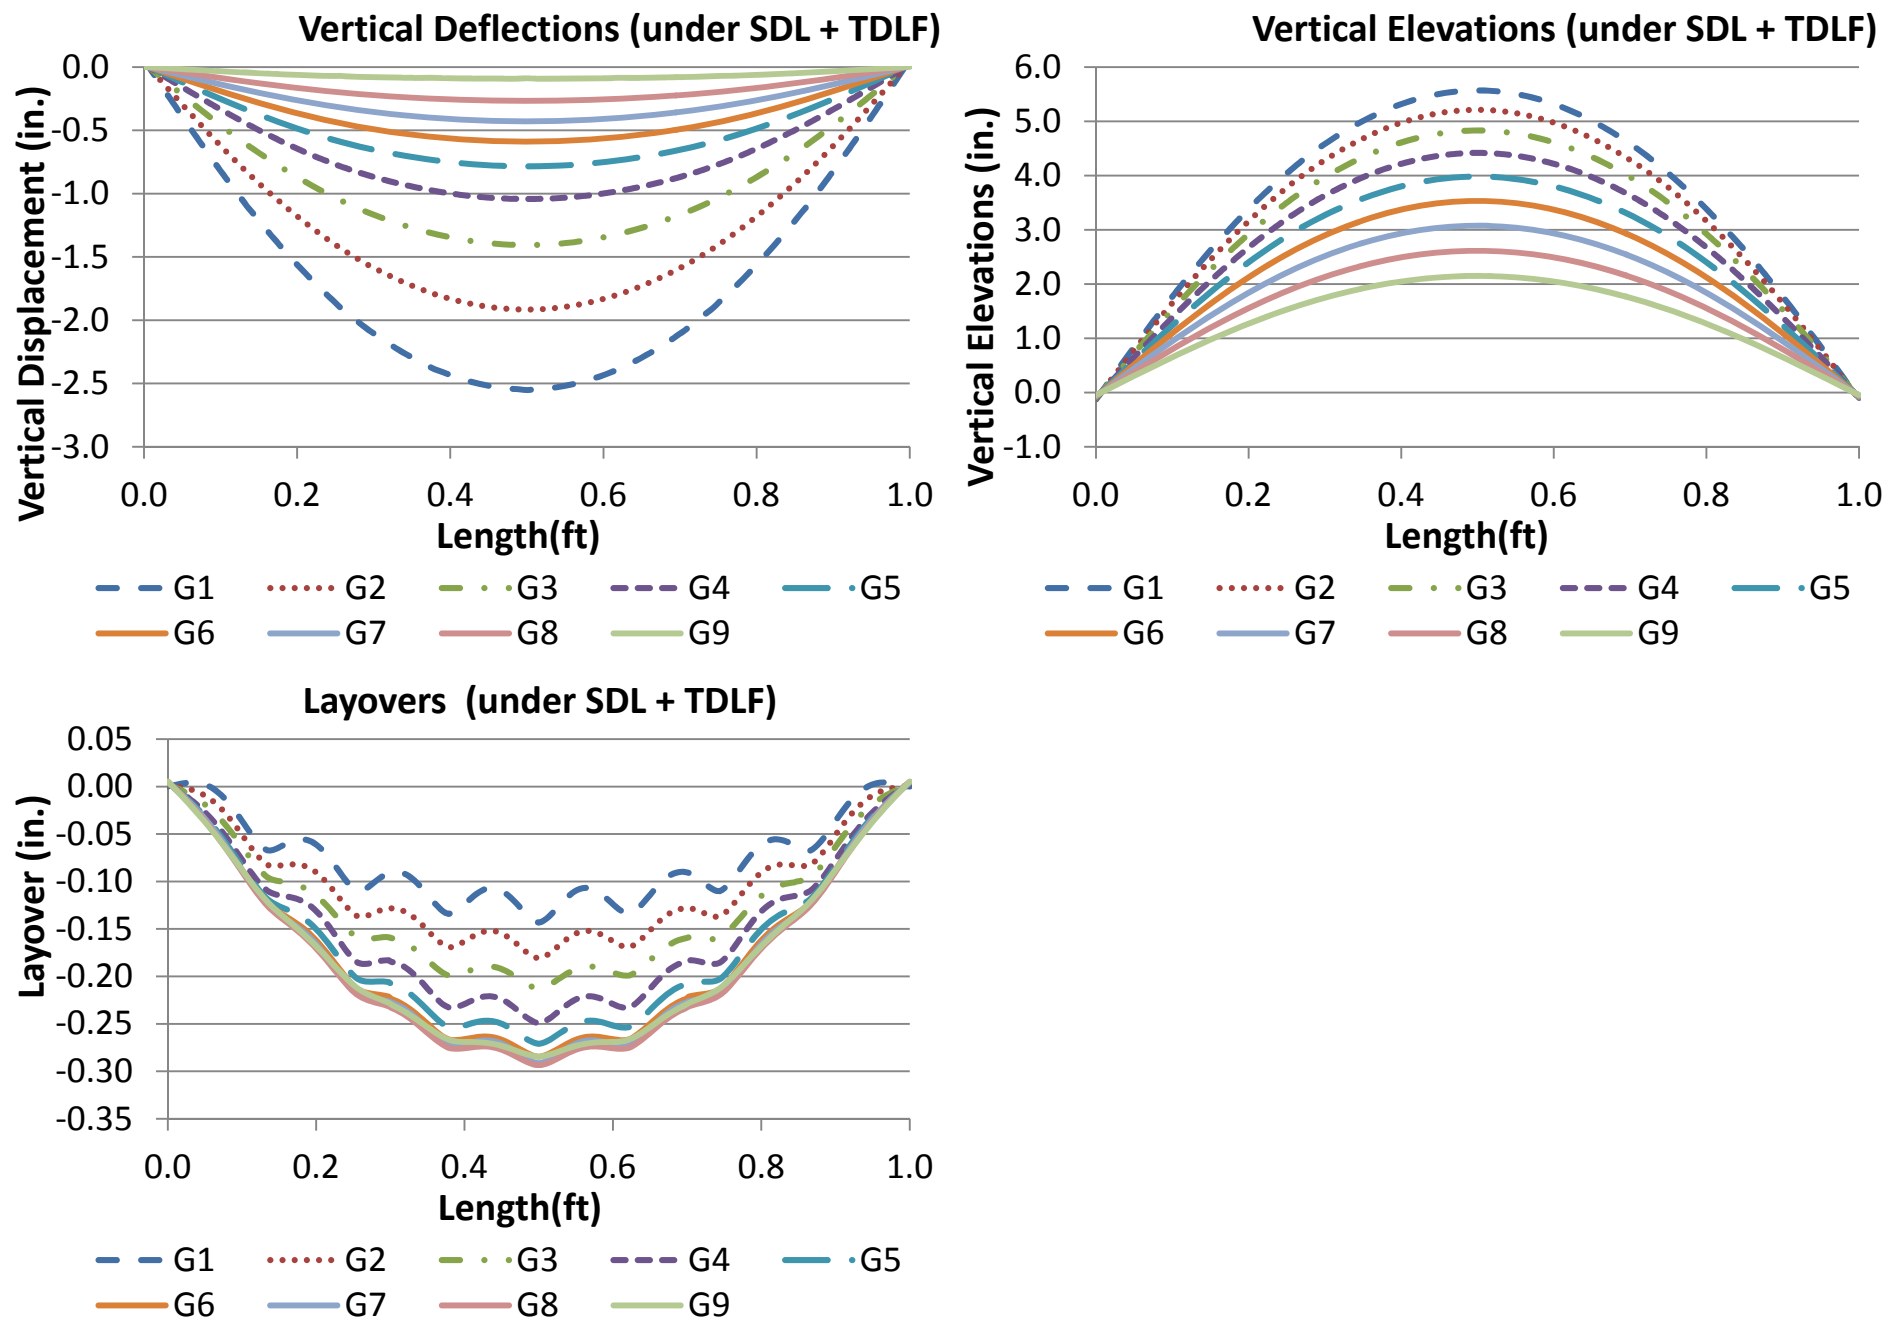 Vertical Deflections (under SDL + TDLF)
Vertical Displacement (in.)
0.0
-0.5
-1.0
-1.5
-2.0
-2.5
-3.0
0.0 0.2 0.4 0.6 0.8 1.0
Length(ft)
G1 G2 G3 G4 G5
G6 G7 G8 G9
Vertical Elevations (under SDL + TDLF)
Vertical Elevations (in.)
6.0
5.0
4.0
3.0
2.0
1.0
0.0
-1.0
0.0 0.2 0.4 0.6 0.8 1.0
Length(ft)
G1 G2 G3 G4 G5
G6 G7 G8 G9
Layovers (under SDL + TDLF)
Layover (in.)
0.05
0.00
-0.05
-0.10
-0.15
-0.20
-0.25
-0.30
-0.35
0.0 0.2 0.4 0.6 0.8 1.0
Length(ft)
G1 G2 G3 G4 G5
G6 G7 G8 G9